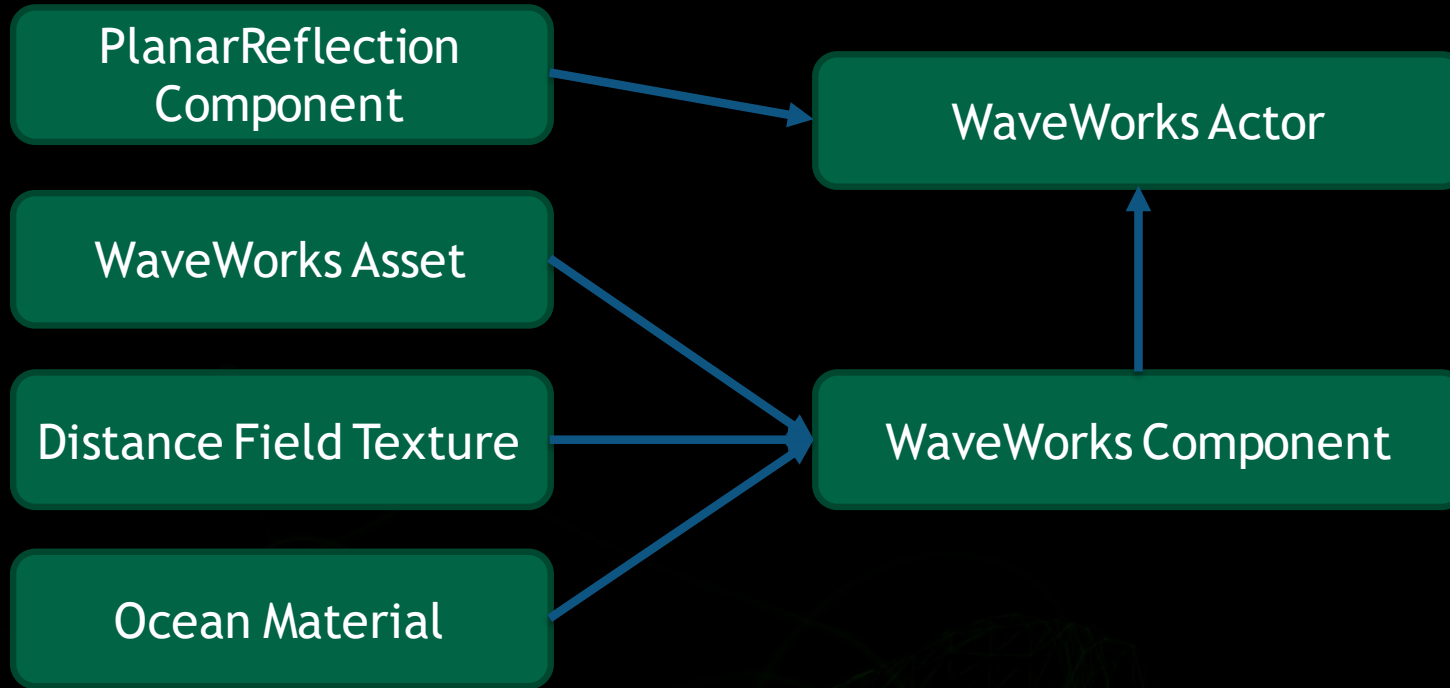 PlanarReflection
Component
WaveWorks Actor
WaveWorks Asset
Distance Field Texture
WaveWorks Component
Ocean Material